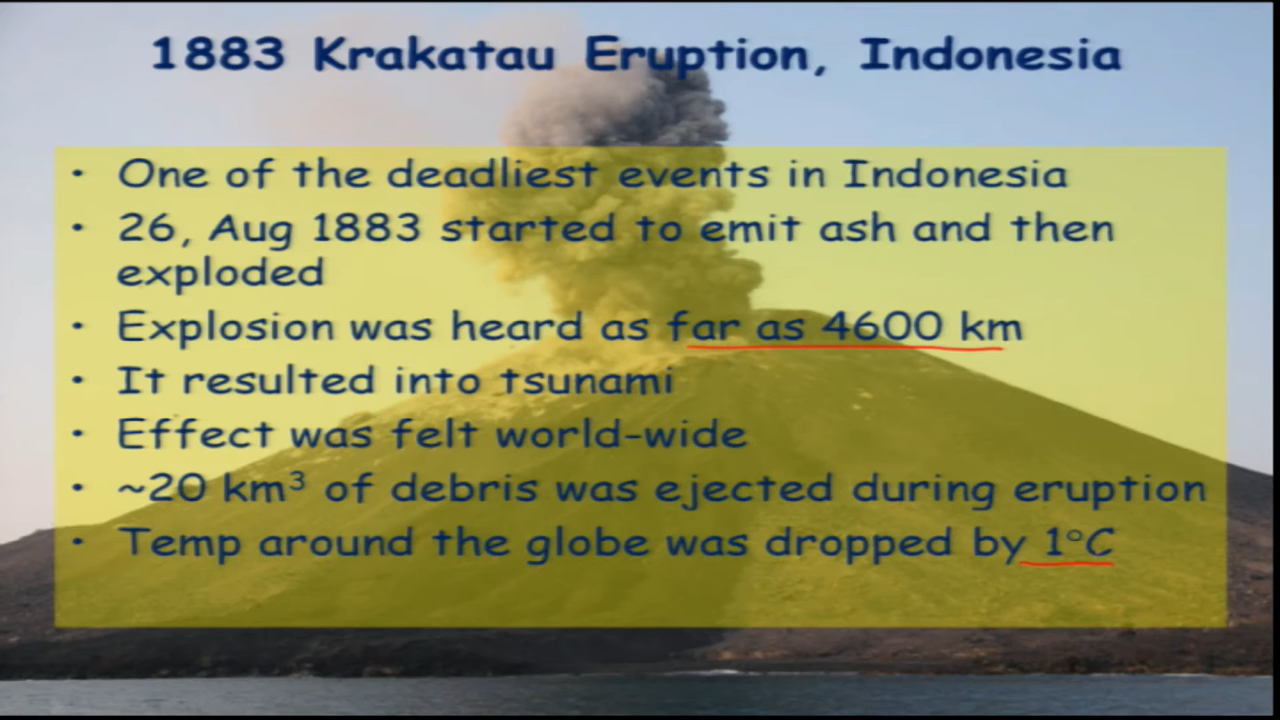 1883 Krakatau Eruption, Indonesia
• One of the deadliest events in Indonesia
• 26, Aug 1883 started to emit ash and then
exploded
• Explosion was heard as far as 4600 km
• It resulted into tsunami
• Effect was felt world-wide
• ~20 km³ of debris was ejected during eruption
• Temp around the globe was dropped by 1°C